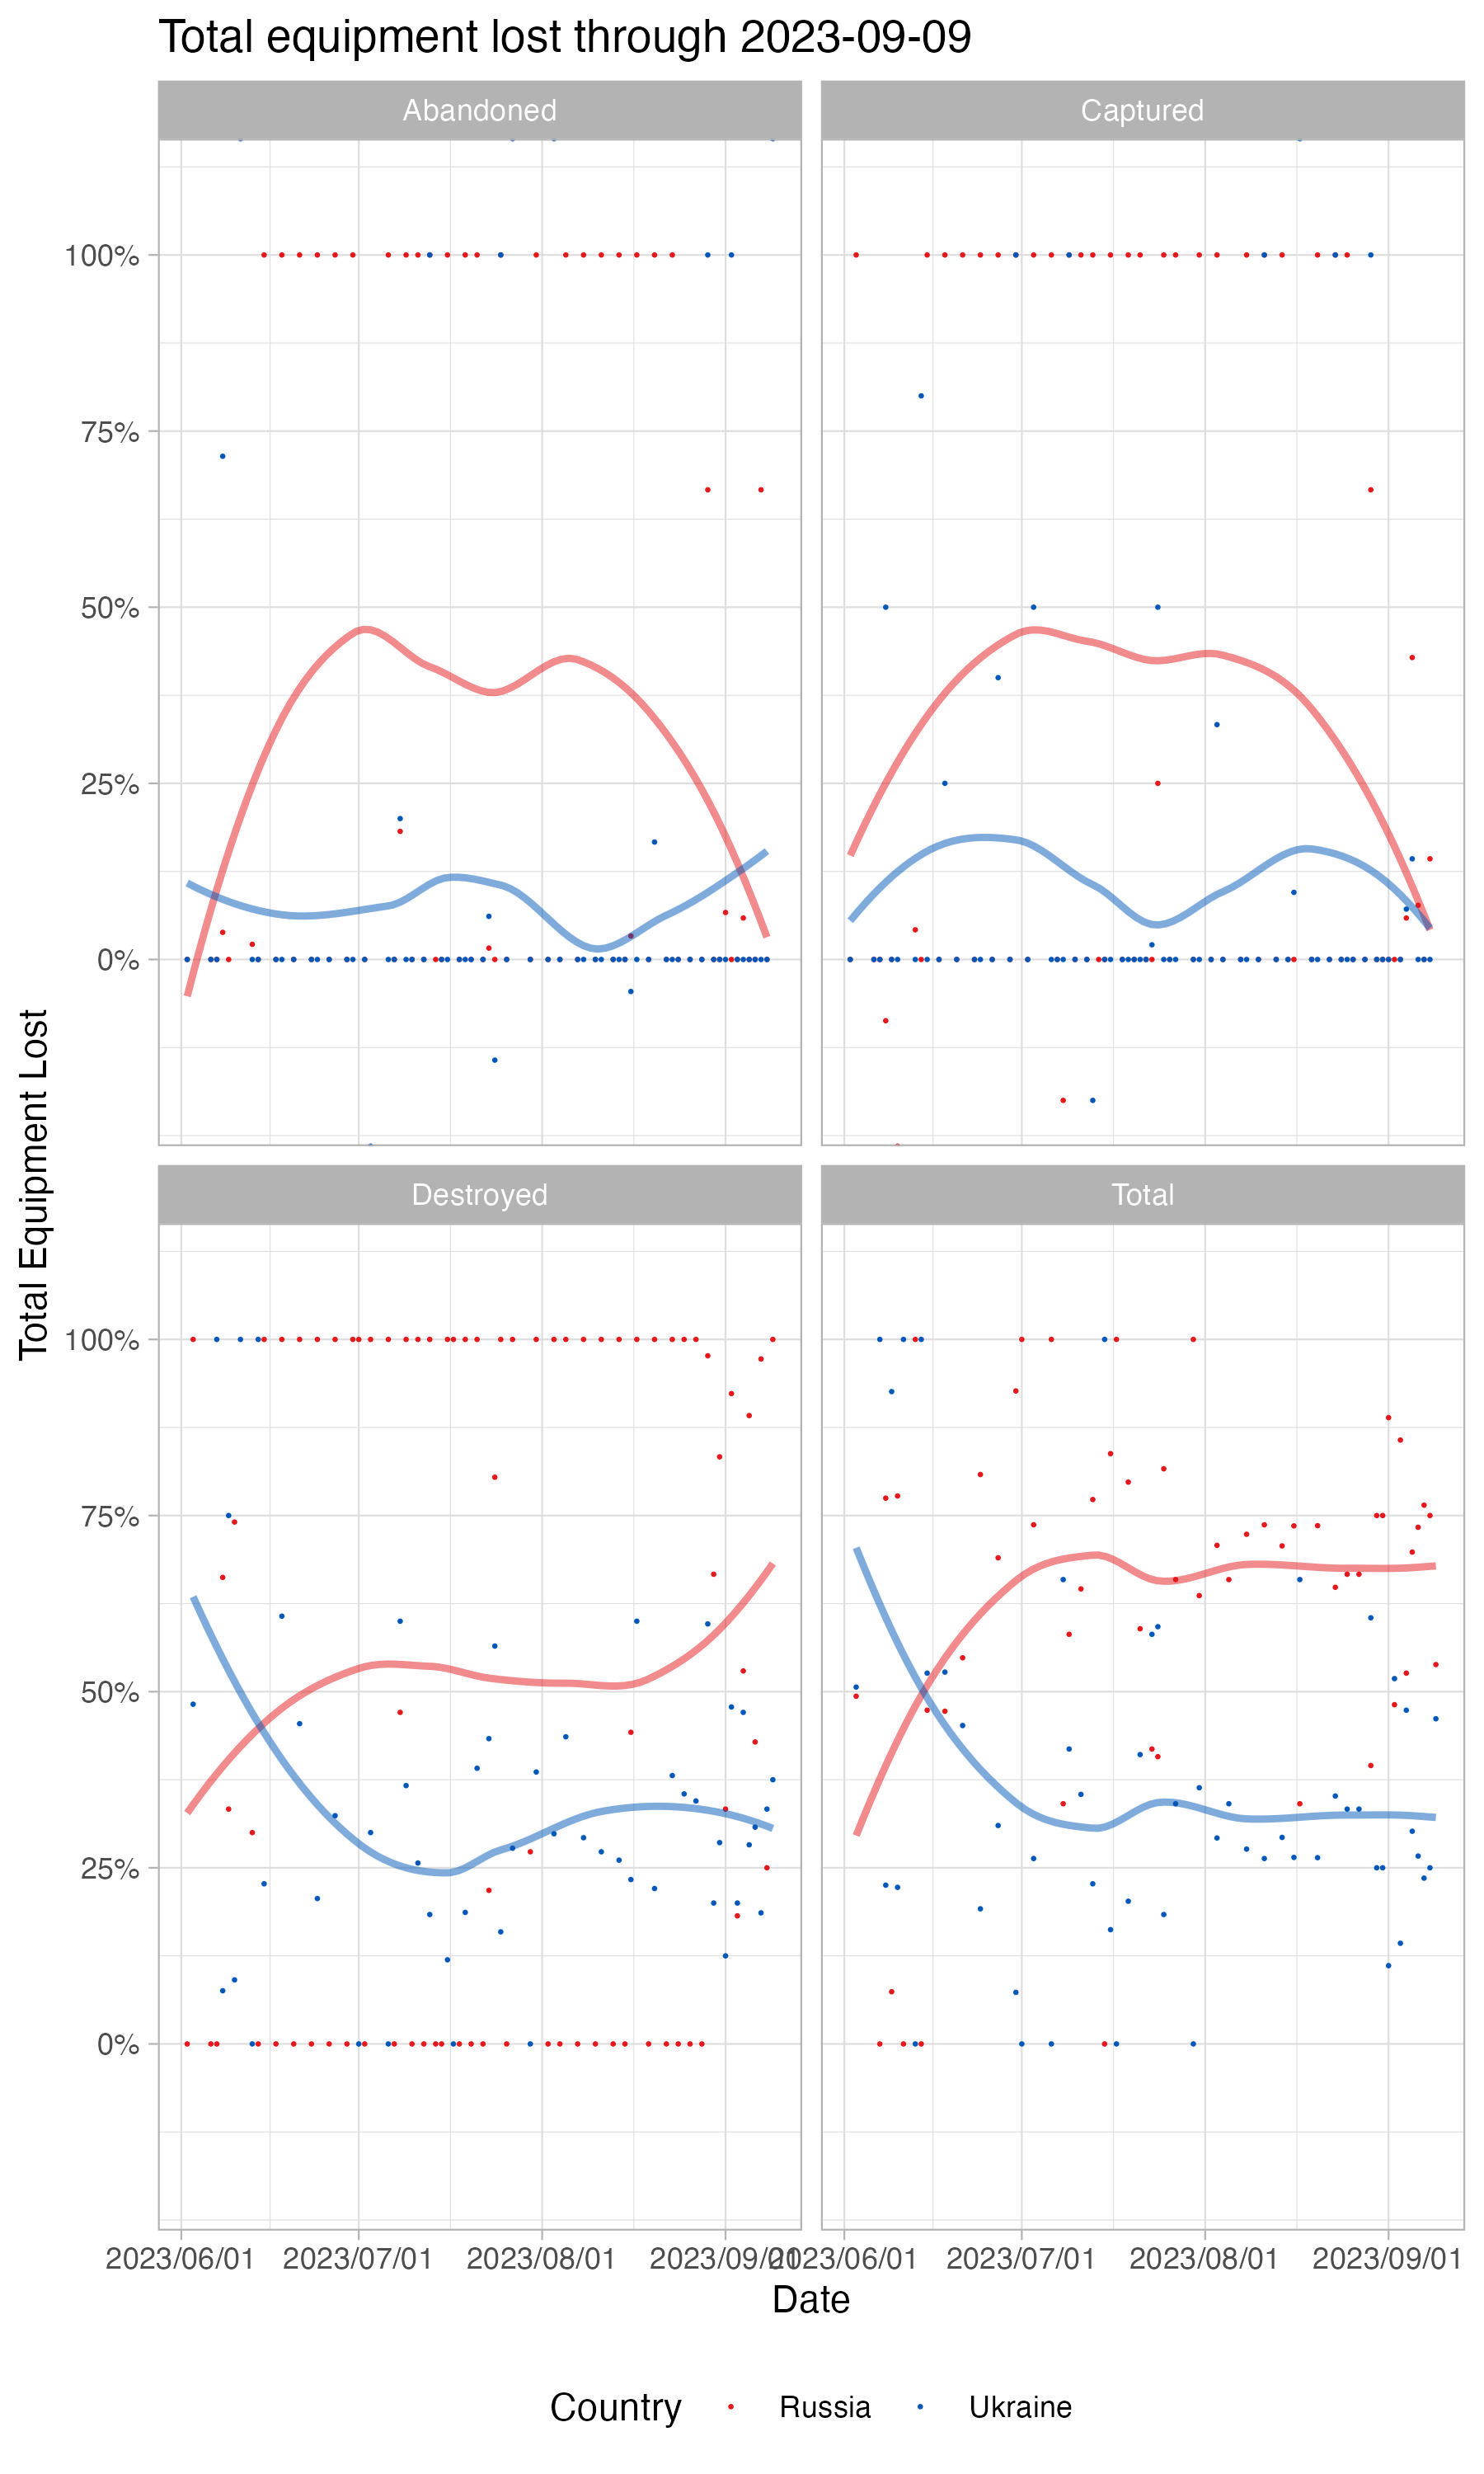 Total equipment lost through 2023-09-09
Abandoned
Captured
100%
75%
50%
25%
0%
Total Equipment Lost
Destroyed
Total
100%
75%
50%
25%
0%
2023/06/01 2023/07/01 2023/08/01 2023/09/01 2023/06/01 2023/07/01 2023/08/01 2023/09/01
Date
Country Russia Ukraine